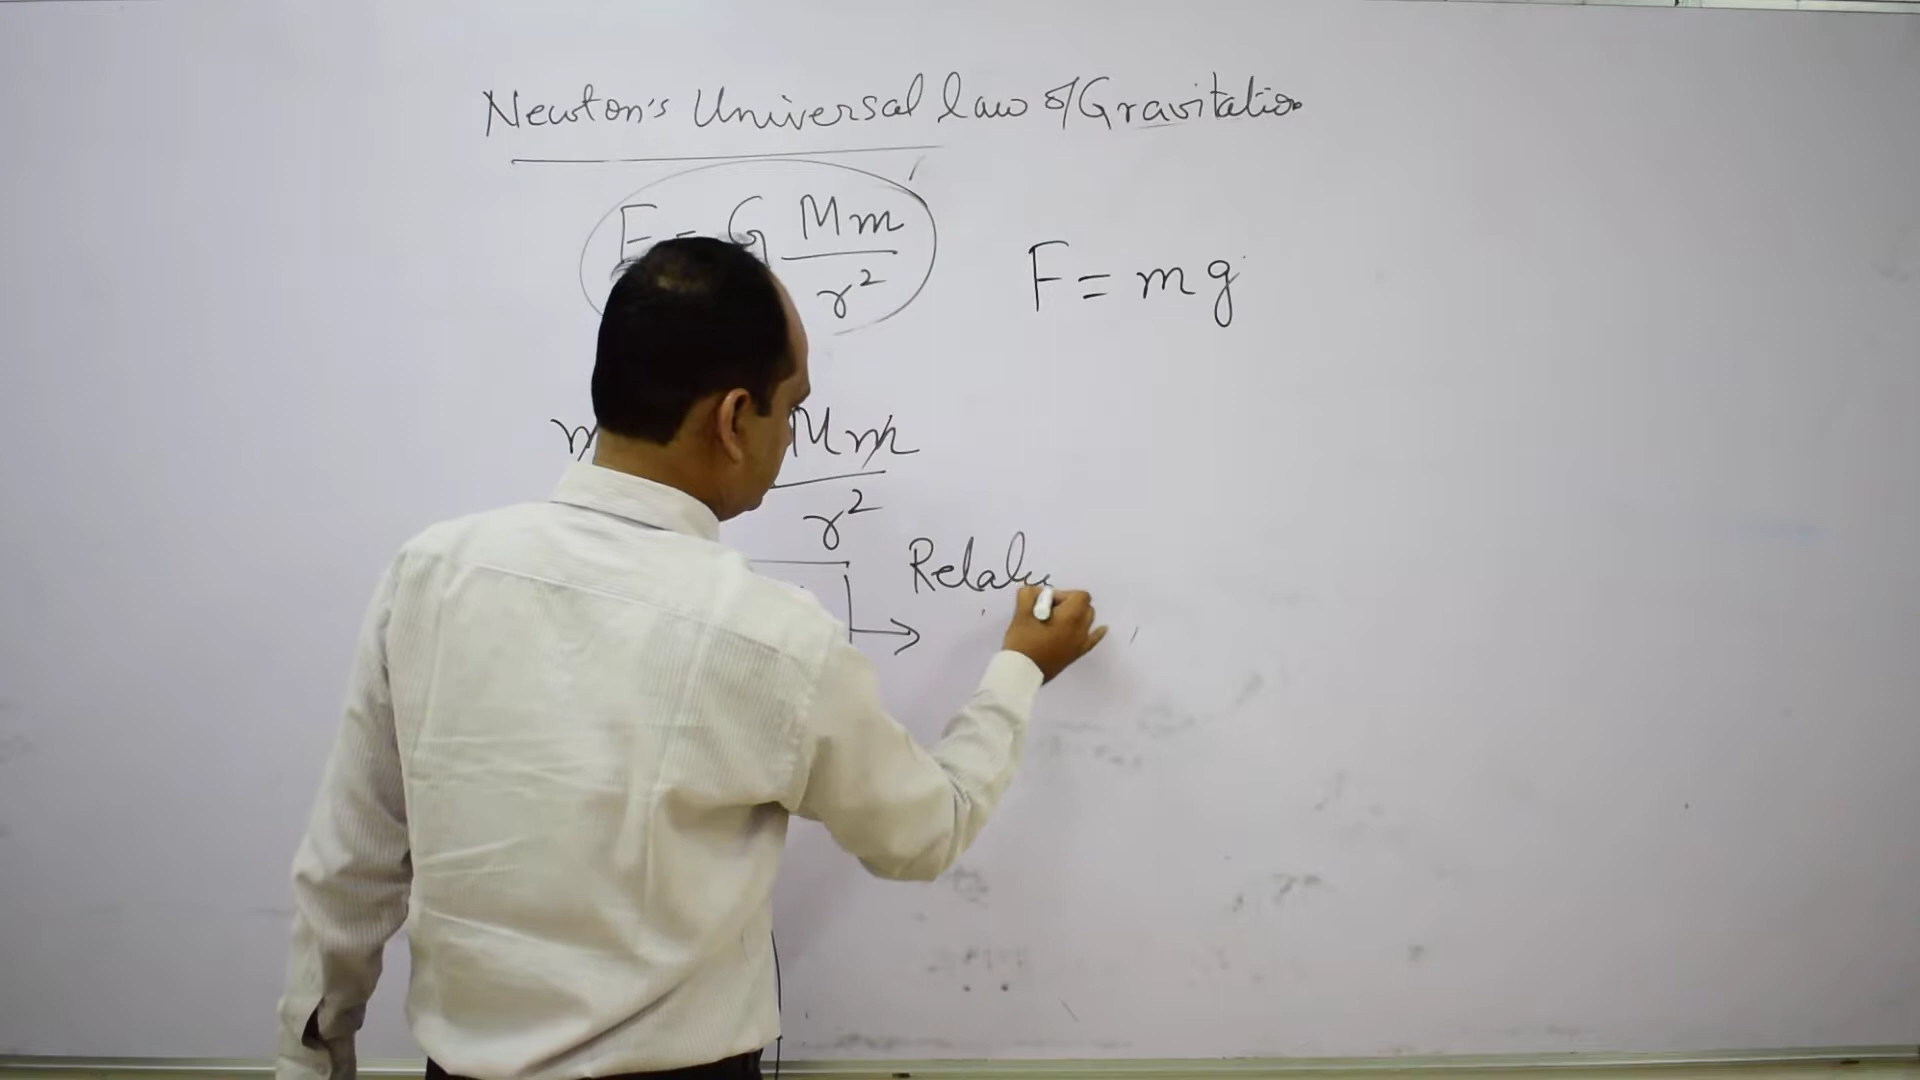 Newton's Universal law of Gravitation
F = G Mm/r²
F = mg
m Mm/r²
Relat